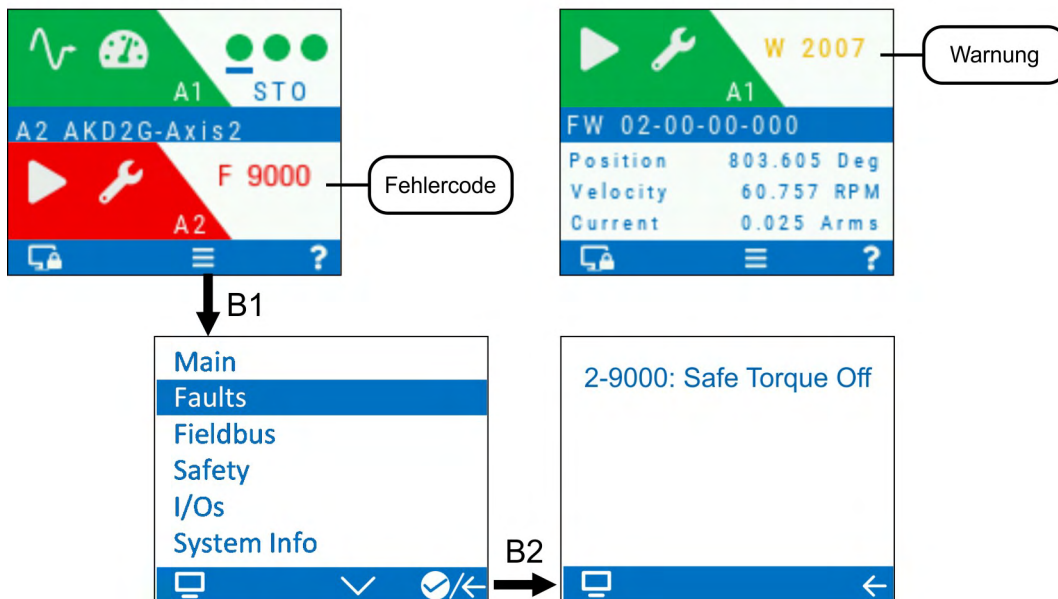 A1
STO
A2 AKD2G-Axis2
F 9000
A2
?
Fehlercode
W 2007
A1
Warnung
FW 02-00-00-000
Position 803.605 Deg
Velocity 60.757 RPM
Current 0.025 Arms
?
B1
Main
Faults
Fieldbus
Safety
I/Os
System Info
/
B2
2-9000: Safe Torque Off